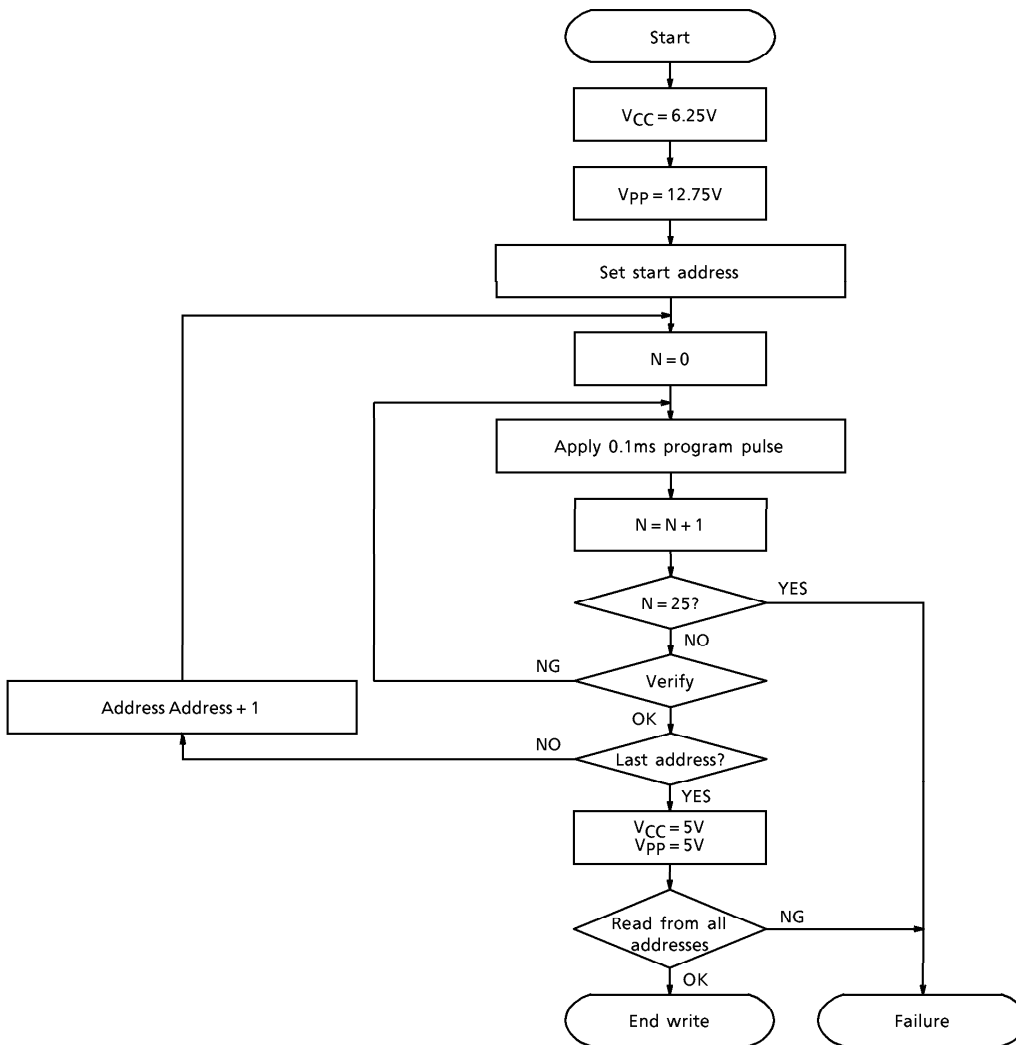 Start
VCC = 6.25V
VPP = 12.75V
Set start address
N = 0
Apply 0.1ms program pulse
N = N + 1
N = 25?
YES
NO
Verify
NG
OK
Address Address + 1
Last address?
NO
YES
VCC = 5V
VPP = 5V
Read from all
addresses
NG
OK
End write
Failure